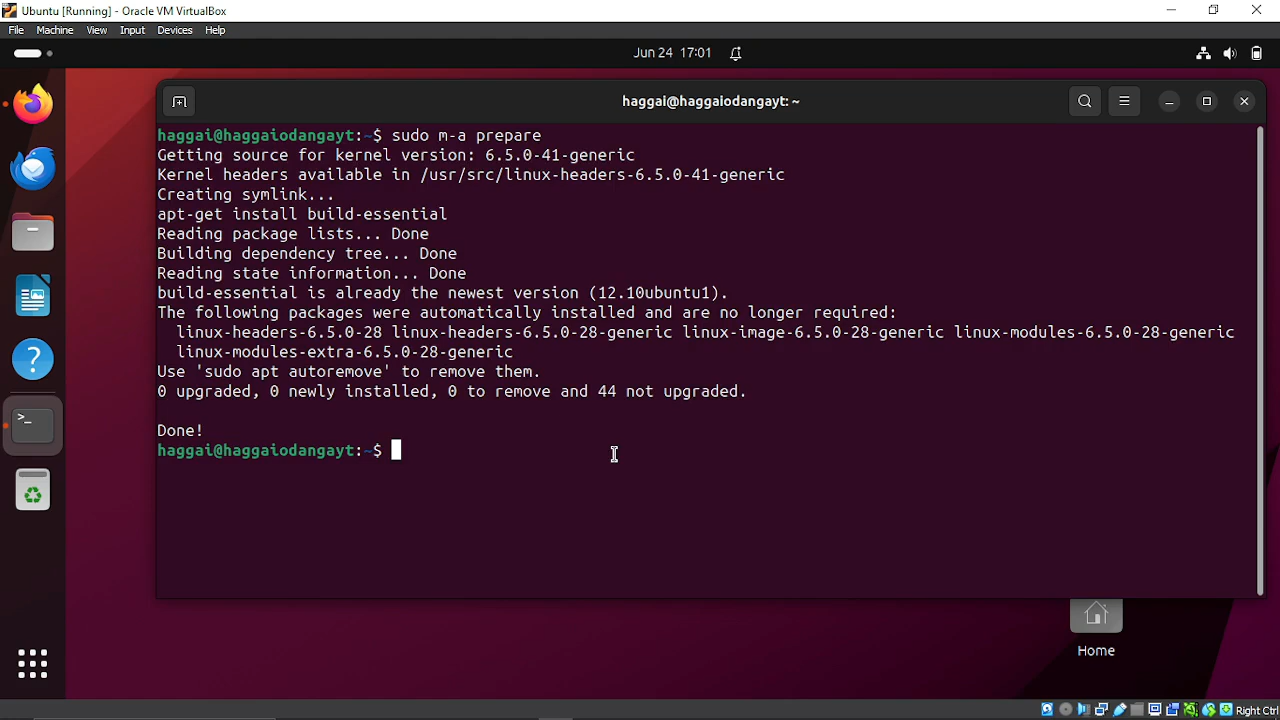 Ubuntu [Running] - Oracle VM VirtualBox
File Machine View Input Devices Help
Jun 24 17:01
haggai@haggaiodangayt: ~
haggai@haggaiodangayt:~$ sudo m-a prepare
Getting source for kernel version: 6.5.0-41-generic
Kernel headers available in /usr/src/linux-headers-6.5.0-41-generic
Creating symlink...
apt-get install build-essential
Reading package lists... Done
Building dependency tree... Done
Reading state information... Done
build-essential is already the newest version (12.10ubuntu1).
The following packages were automatically installed and are no longer required:
  linux-headers-6.5.0-28 linux-headers-6.5.0-28-generic linux-image-6.5.0-28-generic linux-modules-6.5.0-28-generic
  linux-modules-extra-6.5.0-28-generic
Use 'sudo apt autoremove' to remove them.
0 upgraded, 0 newly installed, 0 to remove and 44 not upgraded.
Done!
haggai@haggaiodangayt:~$
Home
Right Ctrl